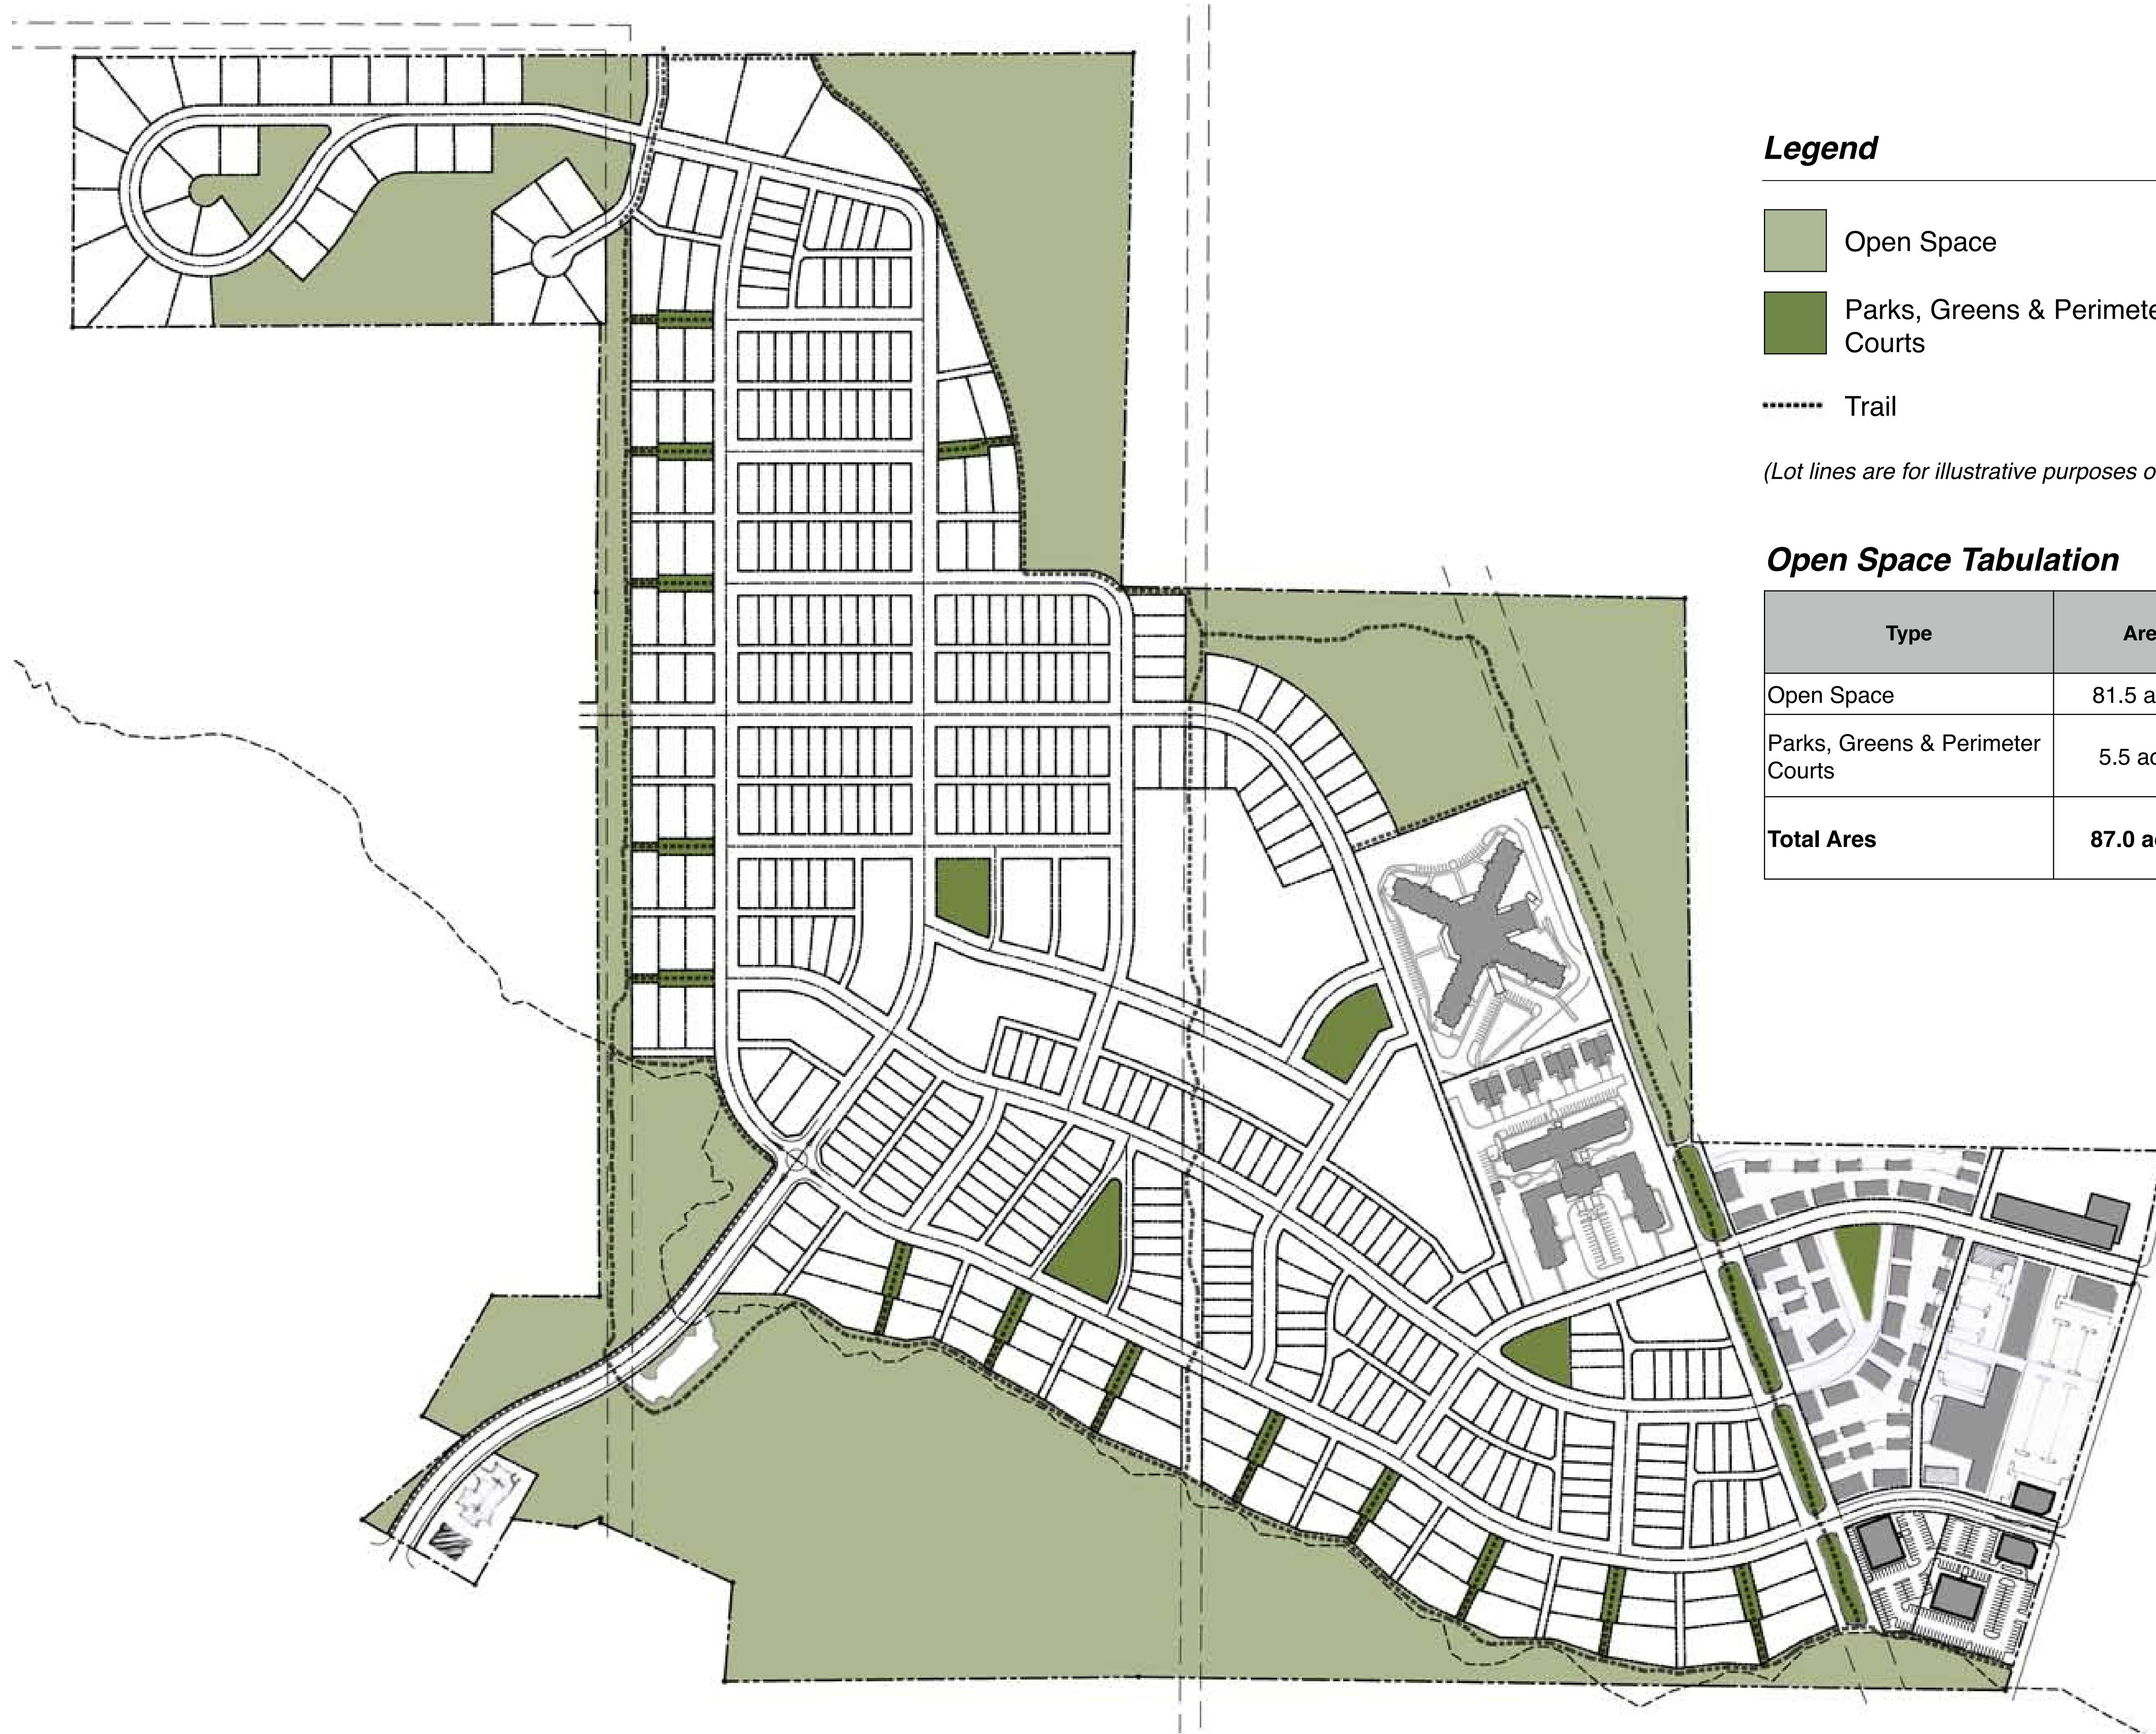 Legend
Open Space
Parks, Greens & Perimete
Courts
Trail
(Lot lines are for illustrative purposes o
Open Space Tabulation
Type Are
Open Space 81.5 a
Parks, Greens & Perimeter
Courts 5.5 ac
Total Ares 87.0 a